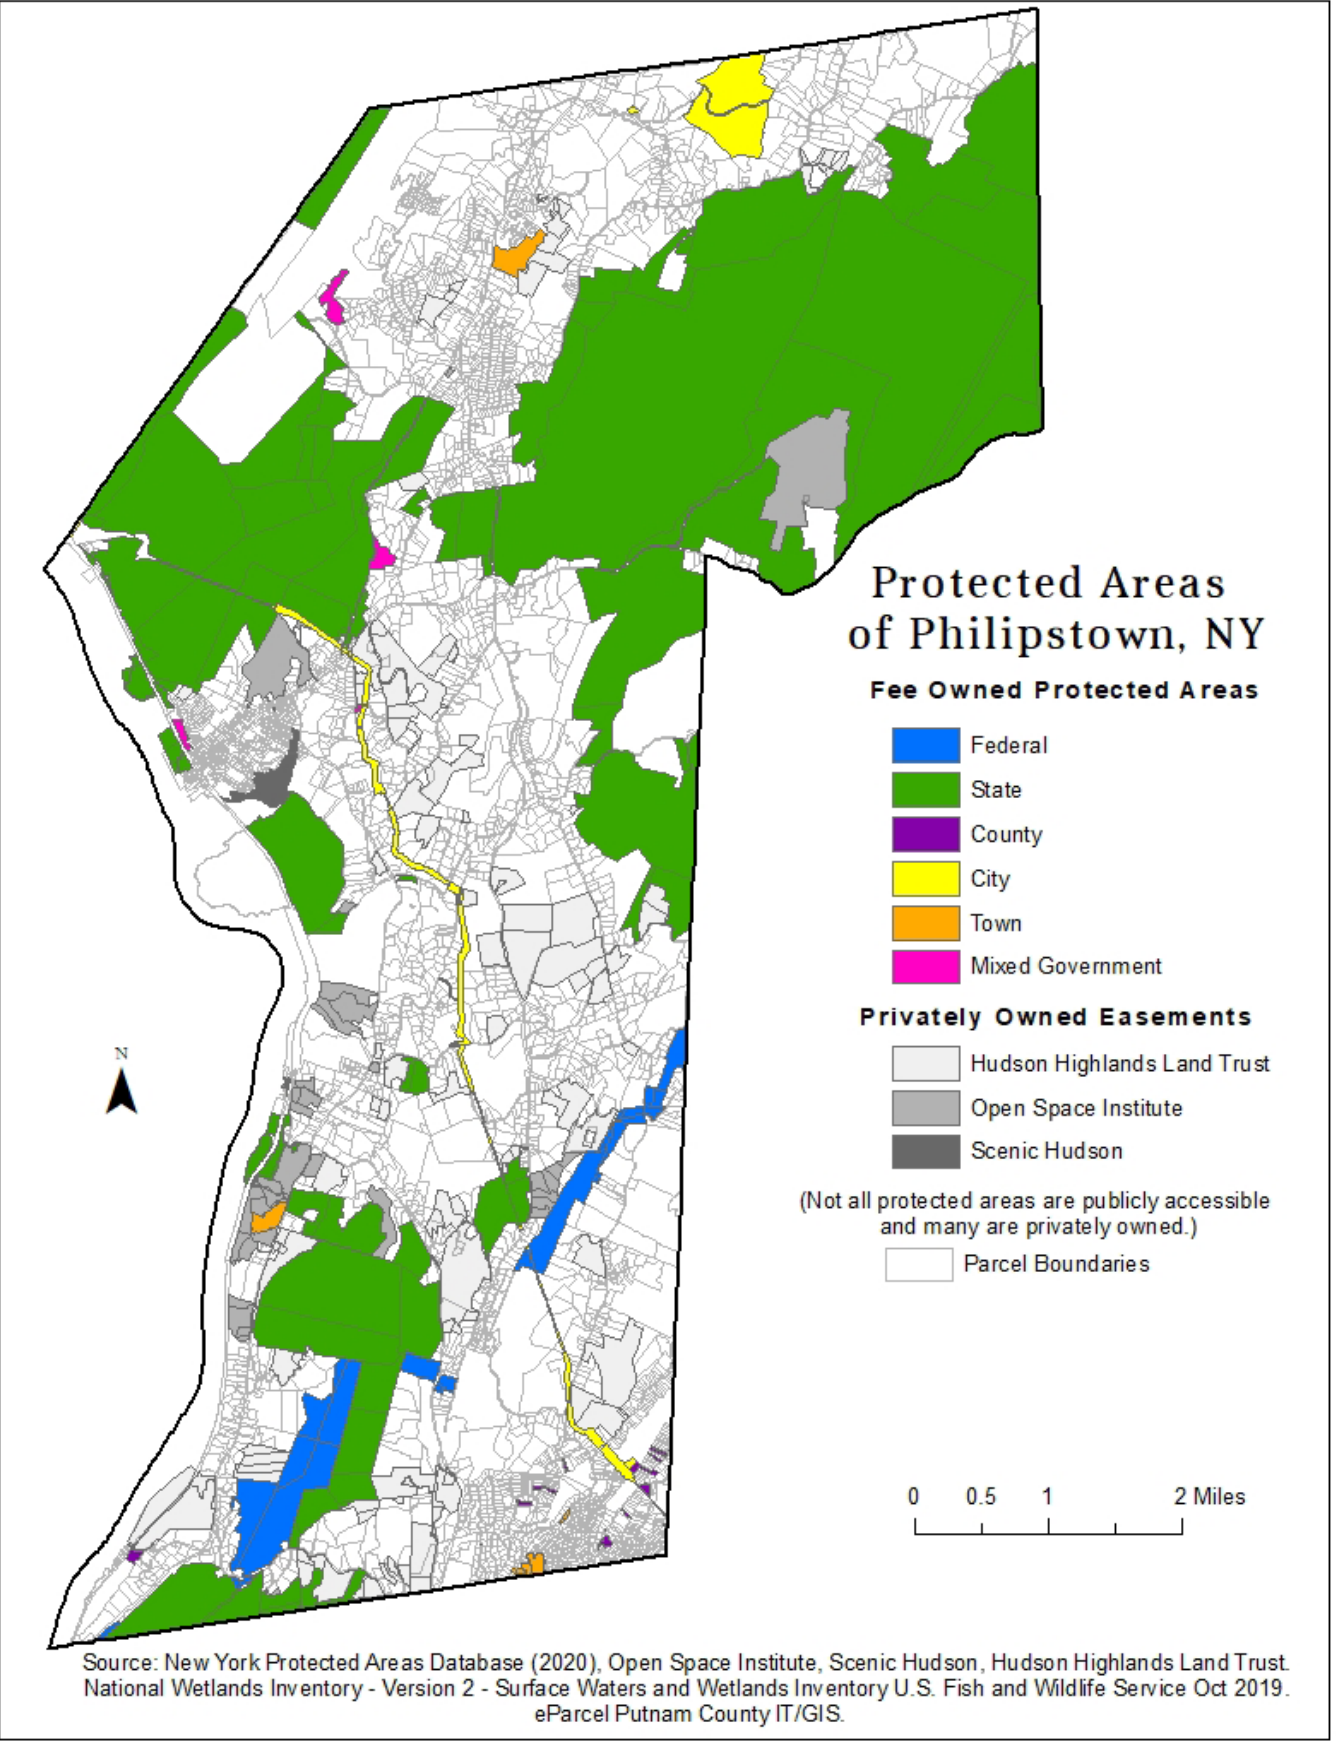 Protected Areas
of Philipstown, NY
Fee Owned Protected Areas
Federal
State
County
City
Town
Mixed Government
Privately Owned Easements
Hudson Highlands Land Trust
Open Space Institute
Scenic Hudson
(Not all protected areas are publicly accessible
and many are privately owned.)
Parcel Boundaries
N
0 0.5 1 2 Miles
Source: New York Protected Areas Database (2020), Open Space Institute, Scenic Hudson, Hudson Highlands Land Trust.
National Wetlands Inventory - Version 2 - Surface Waters and Wetlands Inventory U.S. Fish and Wildlife Service Oct 2019.
eParcel Putnam County IT/GIS.